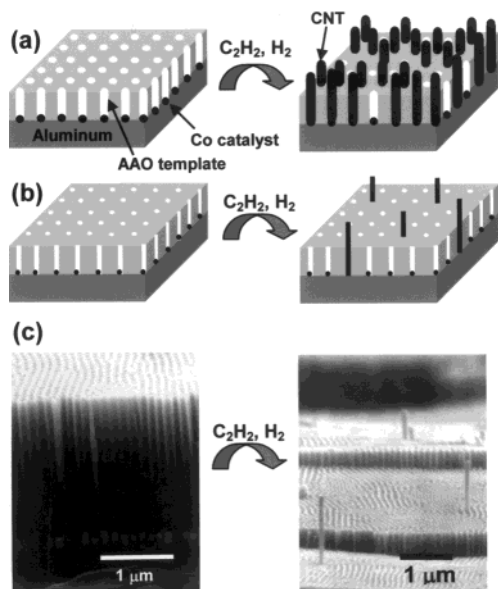 (a)
CNT
C₂H₂, H₂
Aluminum
Co catalyst
AAO template
(b)
C₂H₂, H₂
(c)
C₂H₂, H₂
1 μm
1 μm